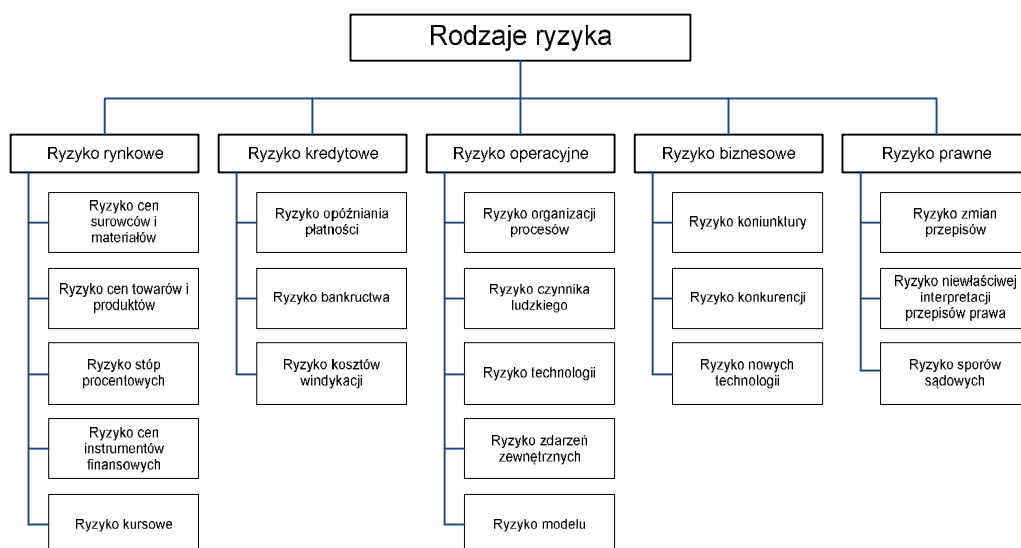 Rodzaje ryzyka
Ryzyko rynkowe
Ryzyko cen
surowców i
materiałów
Ryzyko cen towarów i
produktów
Ryzyko stóp
procentowych
Ryzyko cen
instrumentów
finansowych
Ryzyko kursowe
Ryzyko kredytowe
Ryzyko opóźniania
płatności
Ryzyko bankructwa
Ryzyko kosztów
windykacji
Ryzyko operacyjne
Ryzyko organizacji
procesów
Ryzyko czynnika
ludzkiego
Ryzyko technologii
Ryzyko zdarzeń
zewnętrznych
Ryzyko modelu
Ryzyko biznesowe
Ryzyko koniunktury
Ryzyko konkurencji
Ryzyko nowych
technologii
Ryzyko prawne
Ryzyko zmian
przepisów
Ryzyko niewłaściwej
interpretacji
przepisów prawa
Ryzyko sporów
sądowych